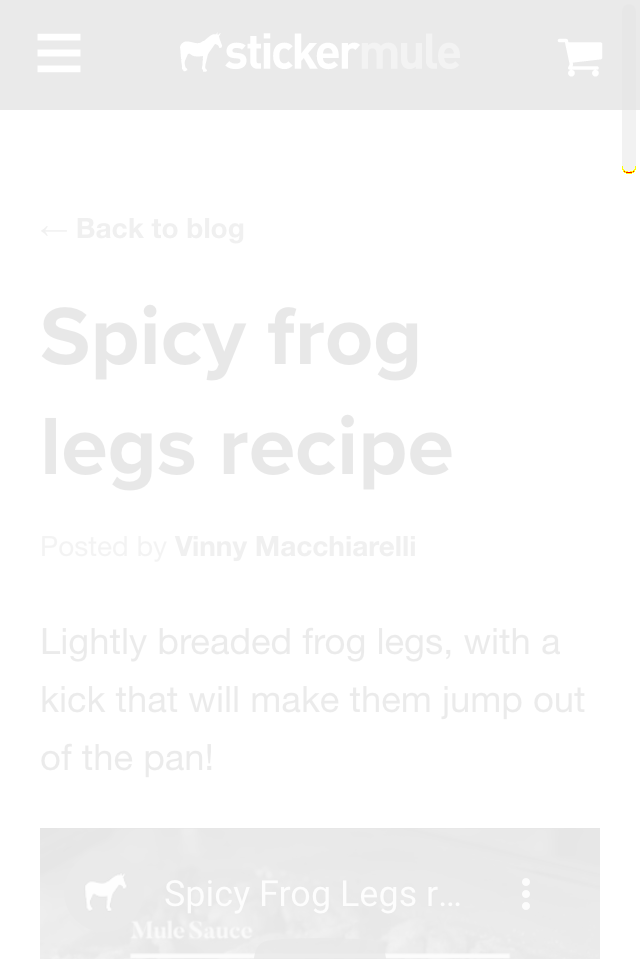 stickermule
← Back to blog
Spicy frog
legs recipe
Posted by Vinny Macchiarelli
Lightly breaded frog legs, with a
kick that will make them jump out
of the pan!
Spicy Frog Legs r...
Mule Sauce